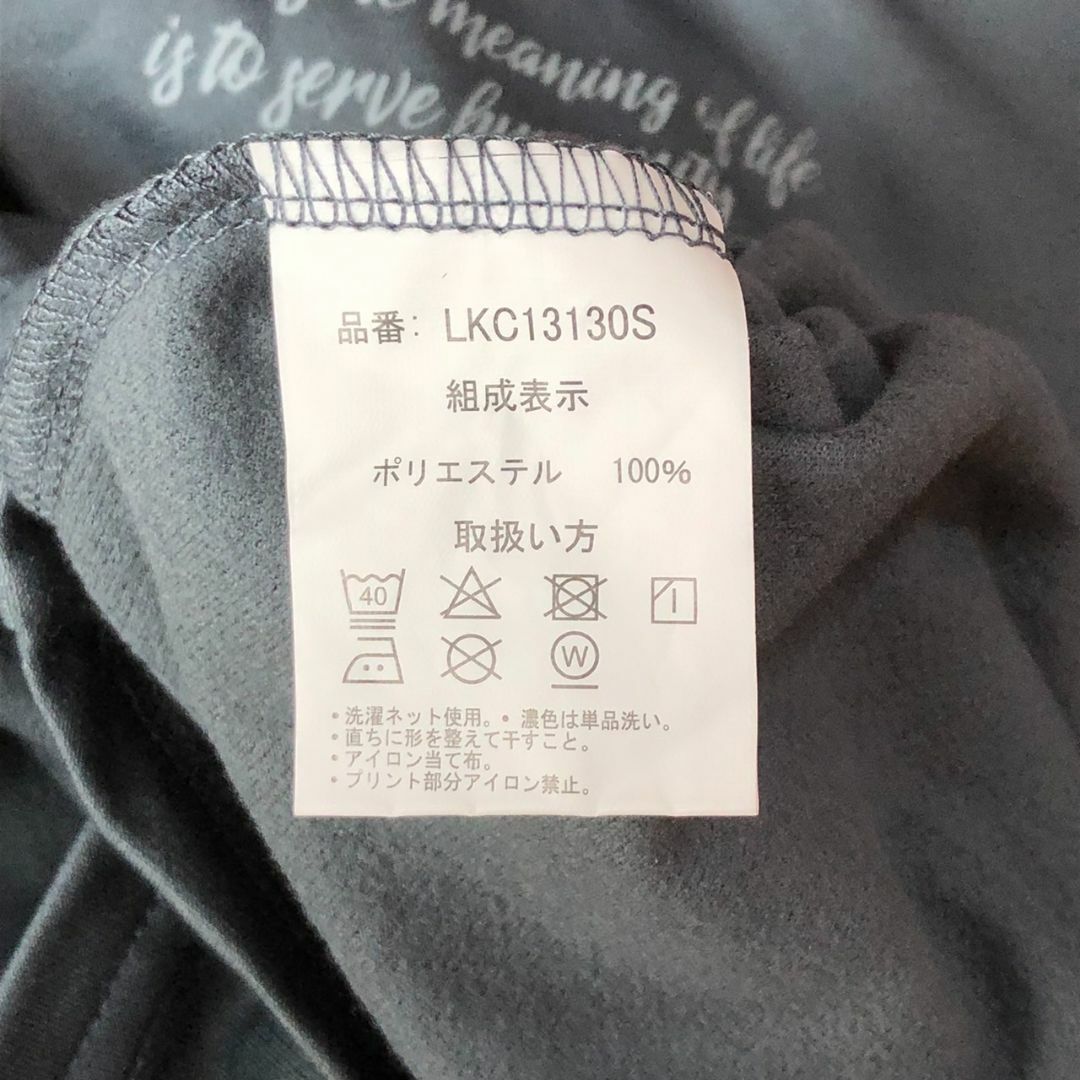 meaning of life
is to serve
品番: LKC13130S
組成表示
ポリエステル 100%
取扱い方
40
W
・洗濯ネット使用。・濃色は単品洗い。
・直ちに形を整えて干すこと。
・アイロン当て布。
・プリント部分アイロン禁止。